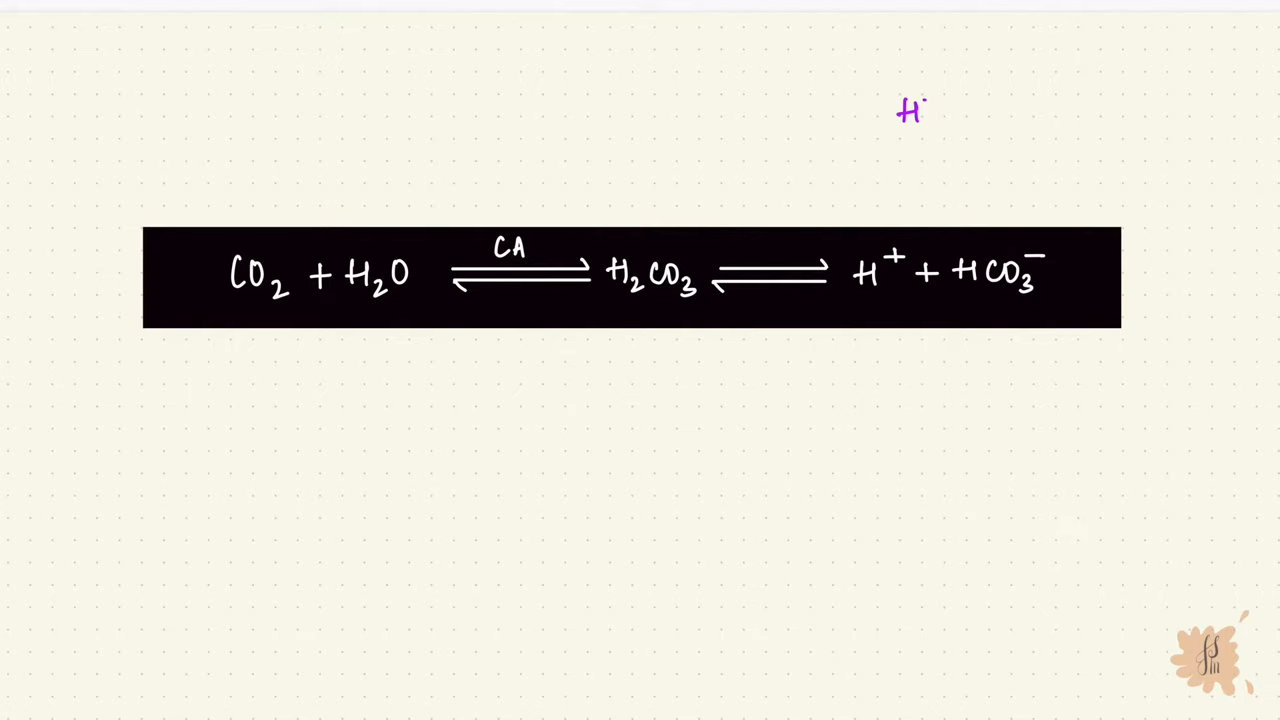 H
CA
CO₂ + H₂O ⇌ H₂CO₃ ⇌ H⁺ + HCO₃⁻